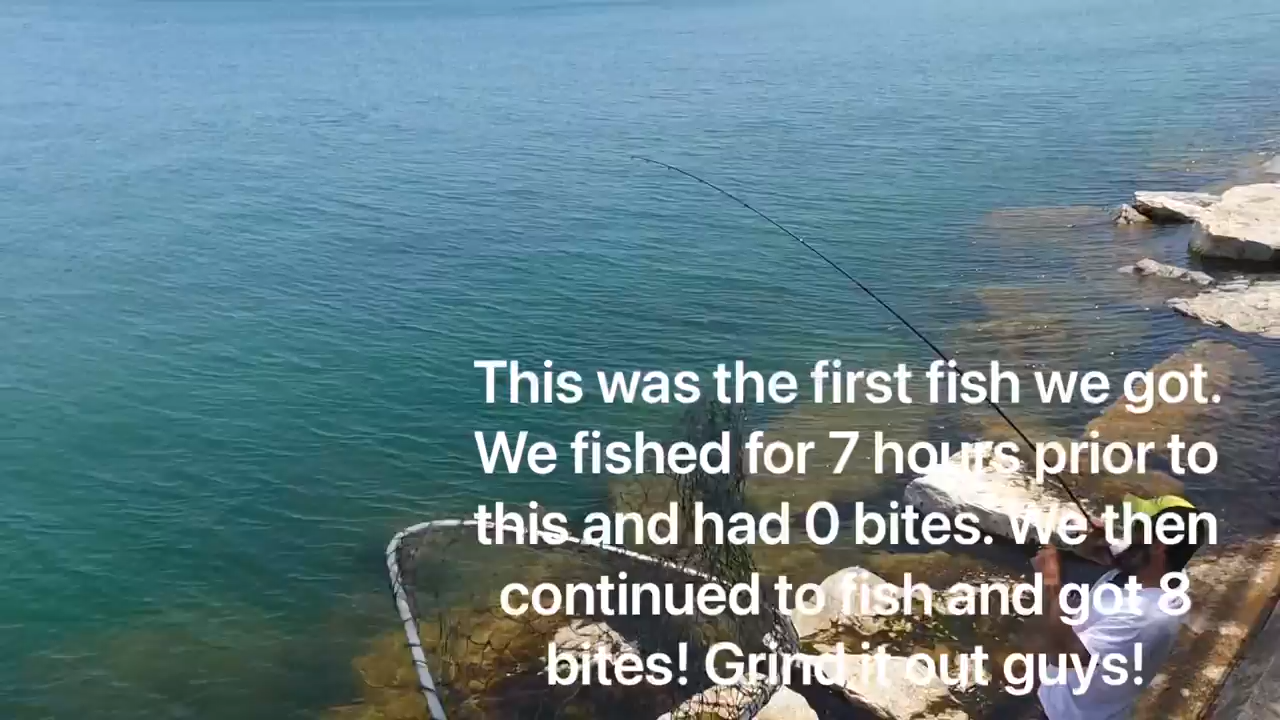 This was the first fish we got.
We fished for 7 hours prior to
this and had 0 bites. We then
continued to fish and got 8
bites! Grind it out guys!